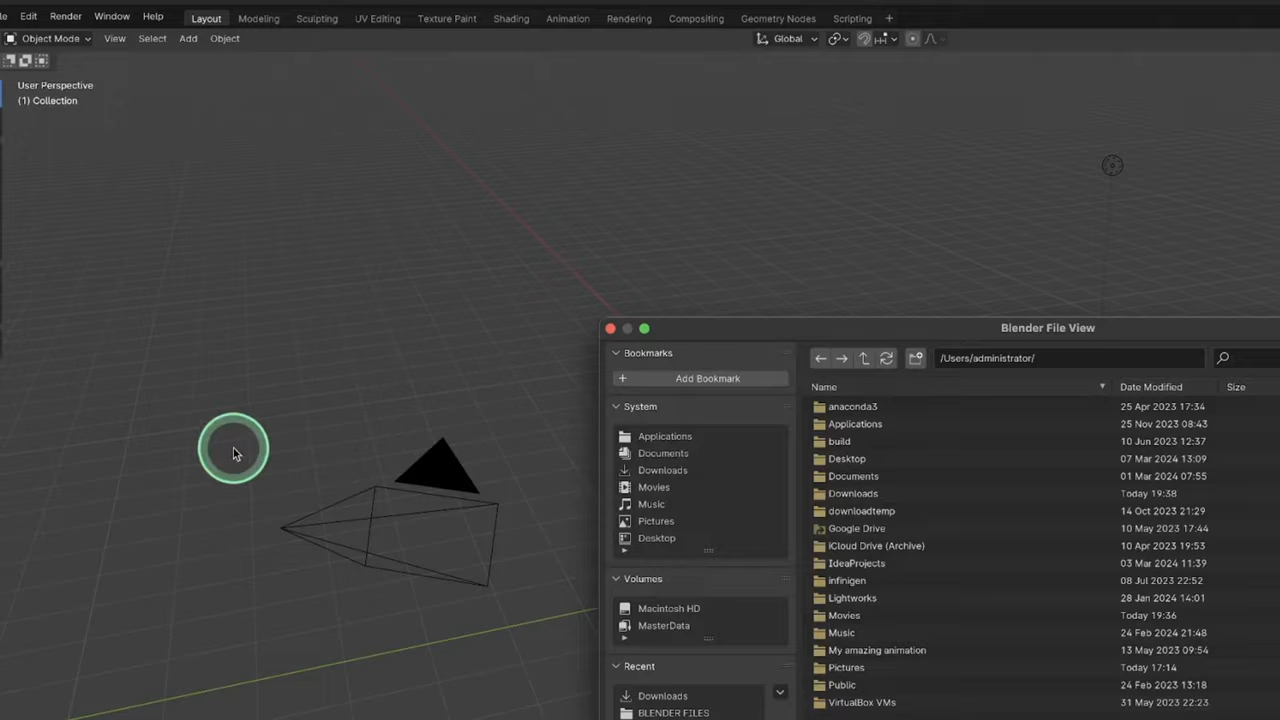 Edit Render Window Help Layout Modeling Sculpting UV Editing Texture Paint Shading Animation Rendering Compositing Geometry Nodes Scripting +
Object Mode View Select Add Object Global
User Perspective
(1) Collection
Blender File View
Bookmarks
+ Add Bookmark
System
Applications
Documents
Downloads
Movies
Music
Pictures
Desktop
Volumes
Macintosh HD
MasterData
Recent
Downloads
BLENDER FILES
/Users/administrator/
Name Date Modified Size
anaconda3 25 Apr 2023 17:34
Applications 25 Nov 2023 08:43
build 10 Jun 2023 12:37
Desktop 07 Mar 2024 13:09
Documents 01 Mar 2024 07:55
Downloads Today 19:38
downloadtemp 14 Oct 2023 21:29
Google Drive 10 May 2023 17:44
iCloud Drive (Archive) 10 Apr 2023 19:53
IdeaProjects 03 Mar 2024 11:39
infinigen 08 Jul 2023 22:52
Lightworks 28 Jan 2024 14:01
Movies Today 19:36
Music 24 Feb 2024 21:48
My amazing animation 13 May 2023 09:54
Pictures Today 17:14
Public 24 Feb 2023 13:18
VirtualBox VMs 31 May 2023 22:23